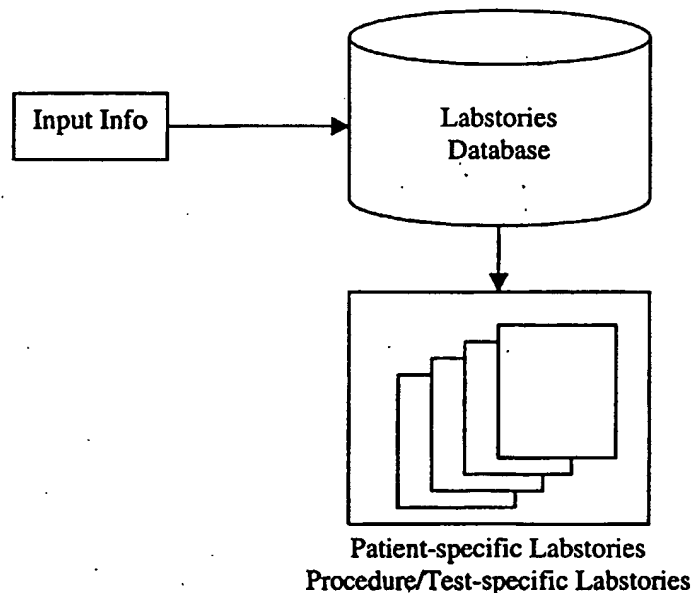 Input Info
Labstories
Database
Patient-specific Labstories
Procedure/Test-specific Labstories